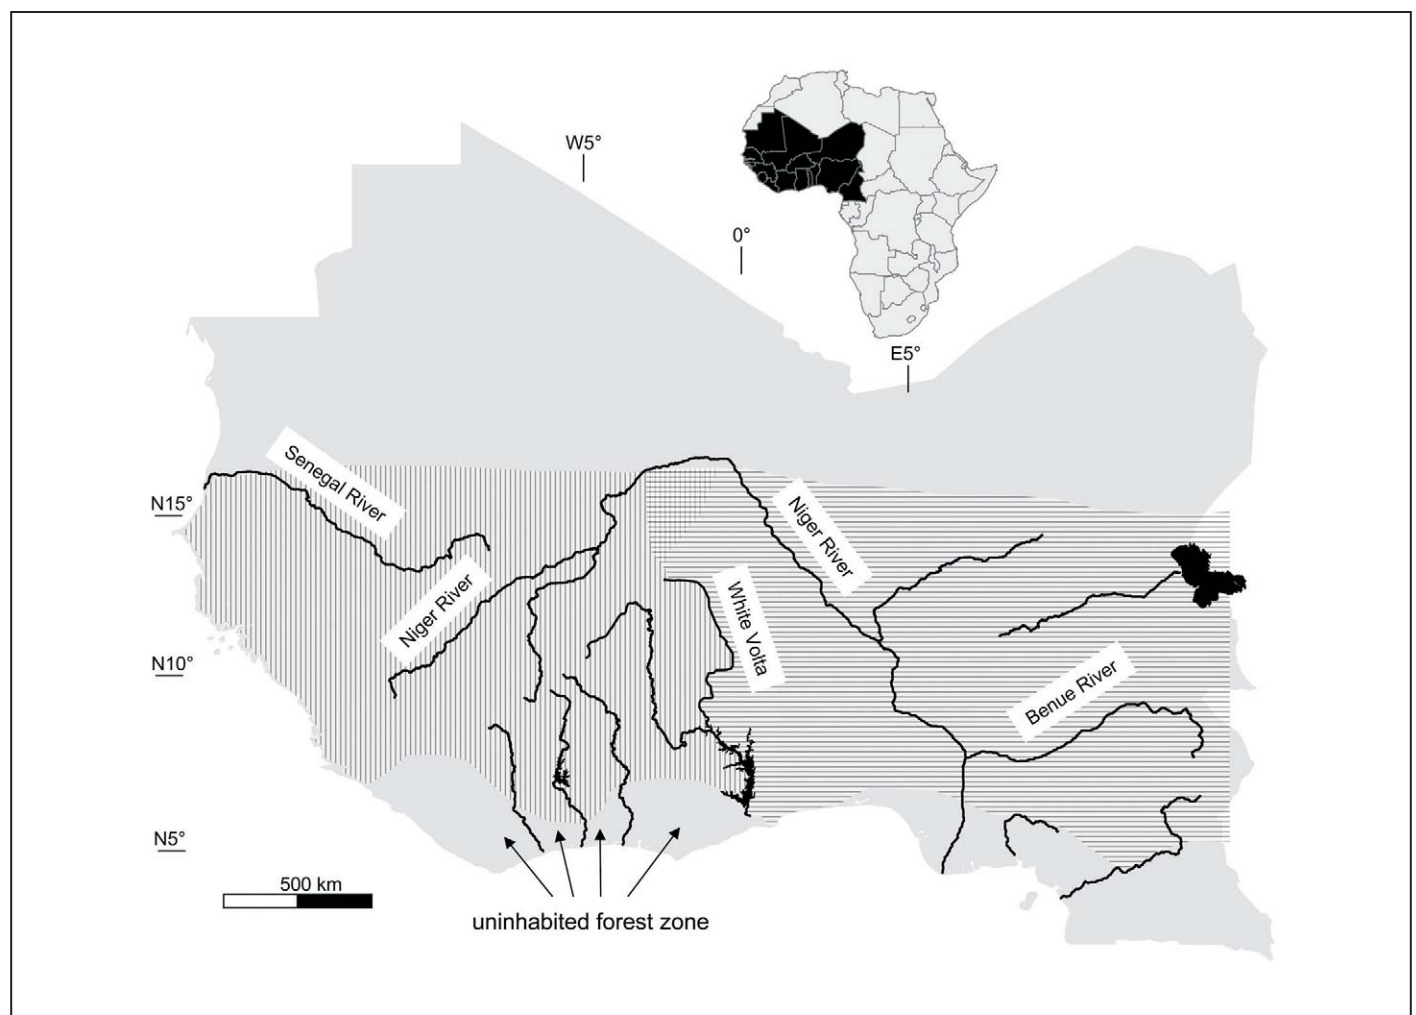 W5°
0°
E5°
Senegal River
N15°
Niger River
Niger River
White Volta
N10°
Benue River
N5°
500 km
uninhabited forest zone